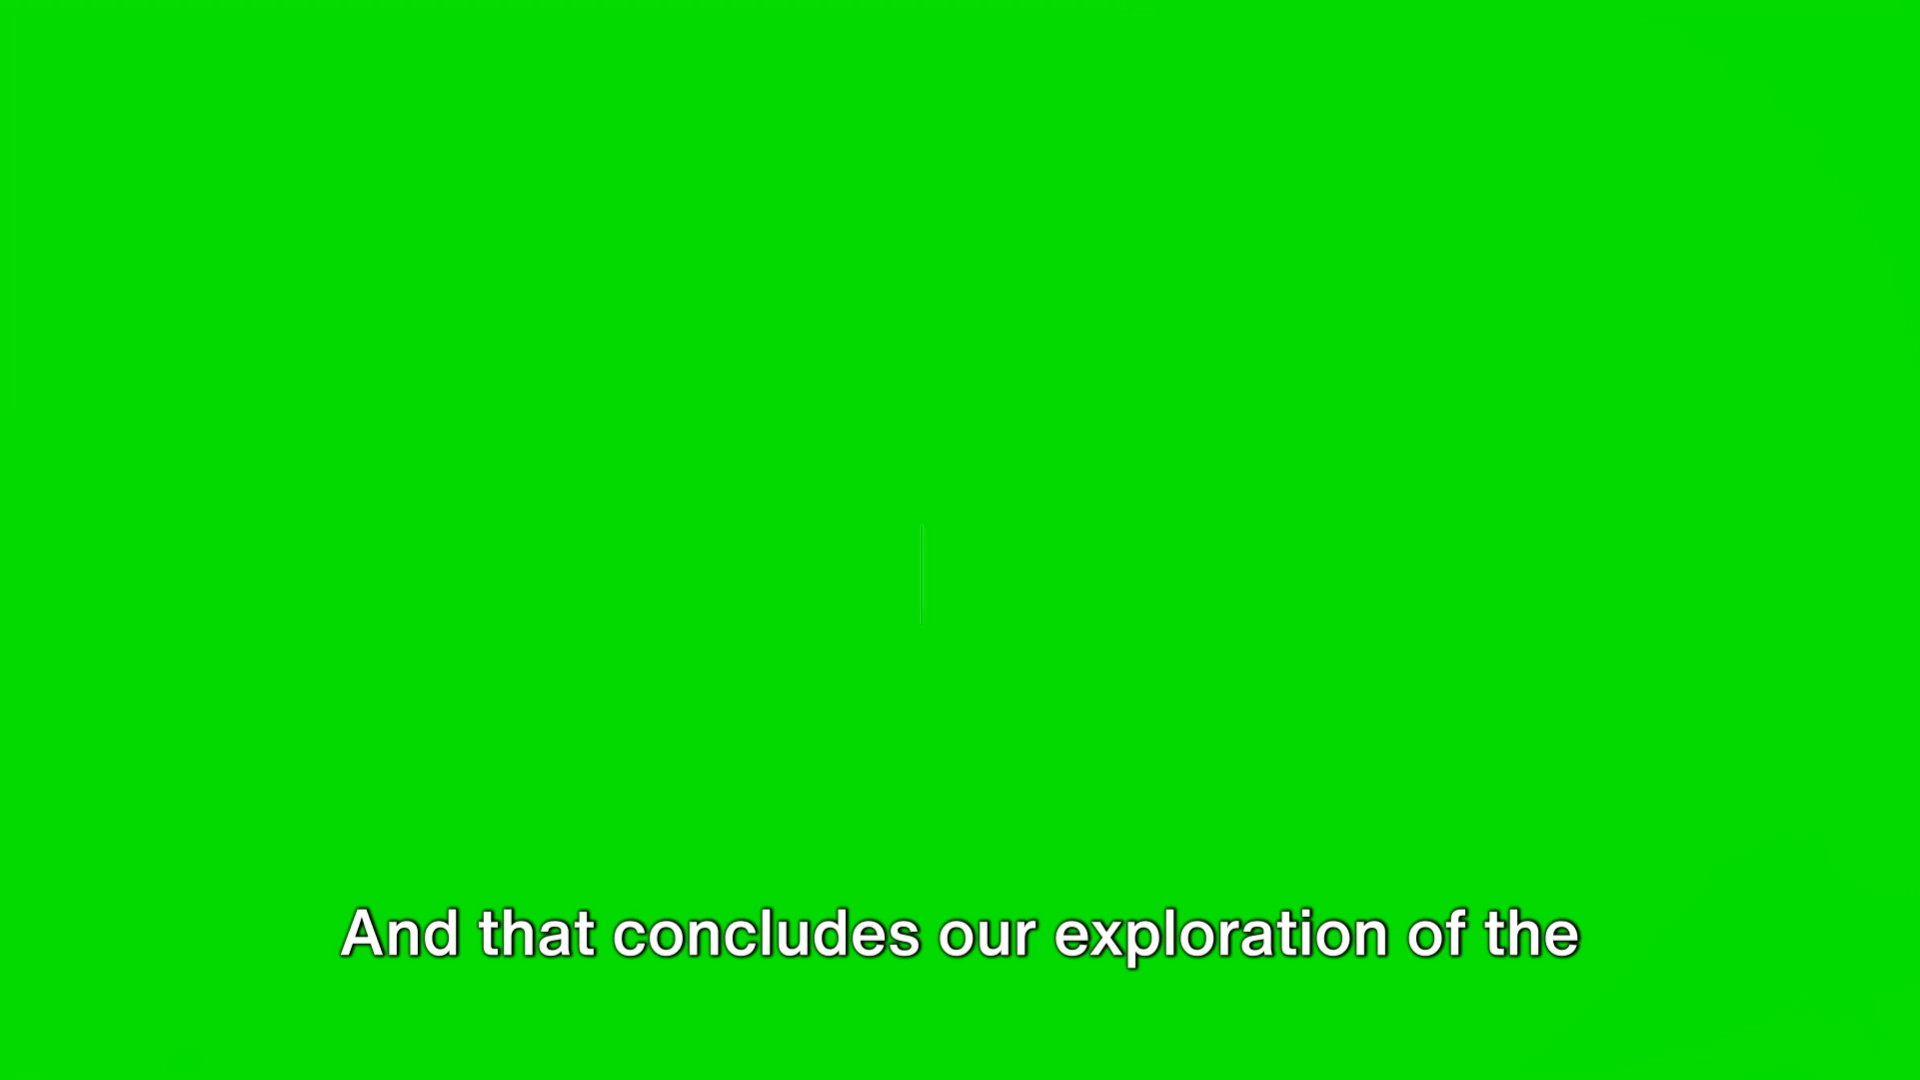 And that concludes our exploration of the